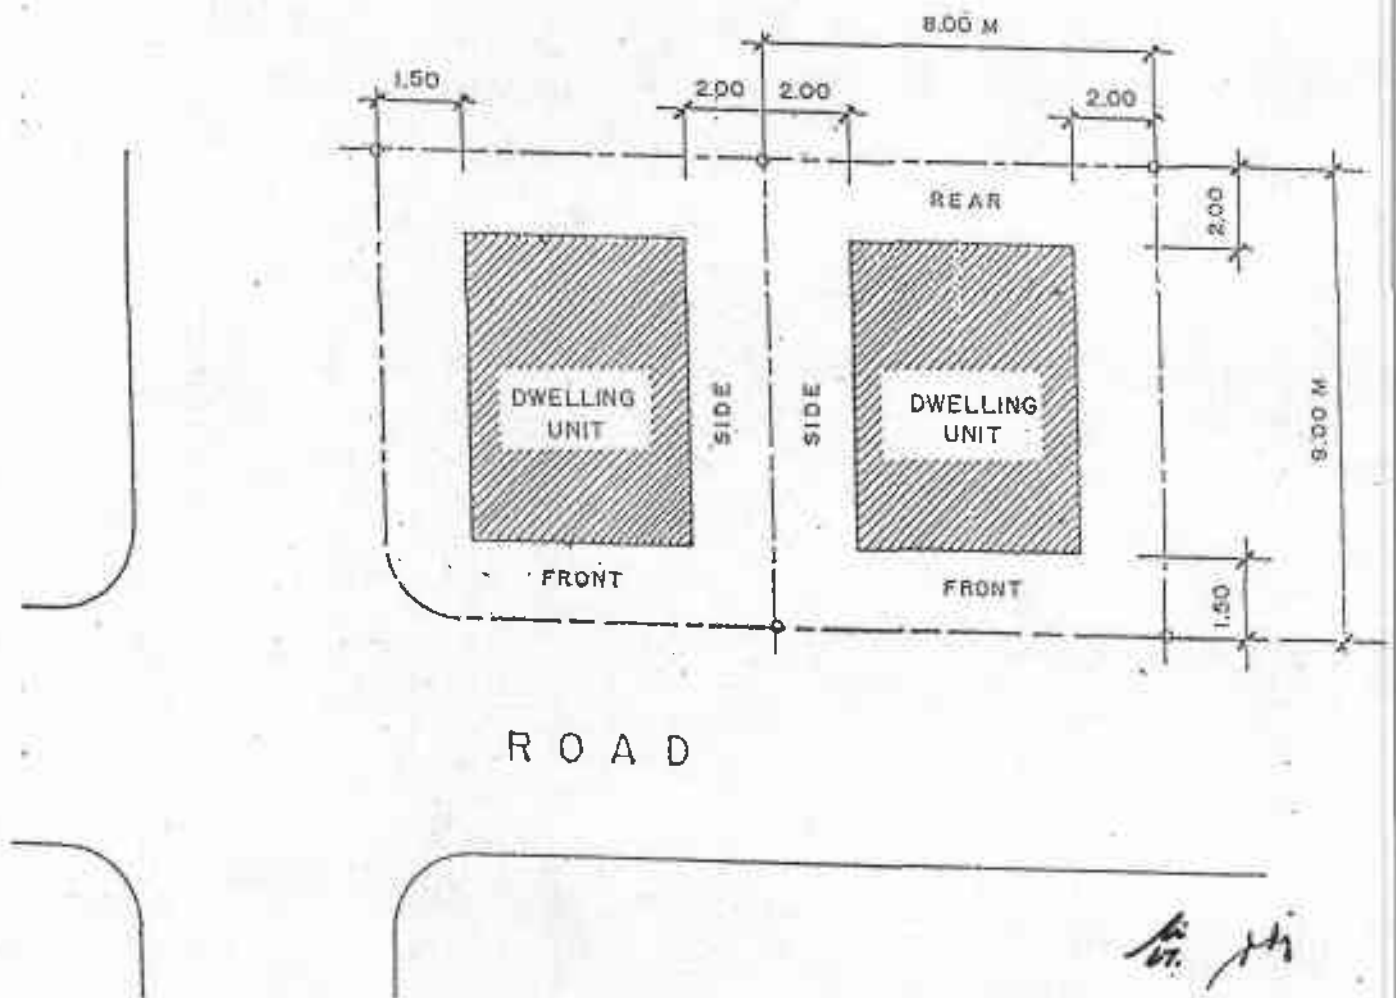 8.00 M
1.50
2.00
2.00
2.00
REAR
2.00
DWELLING
UNIT
SIDE
SIDE
DWELLING
UNIT
9.00 M
FRONT
FRONT
1.50
ROAD